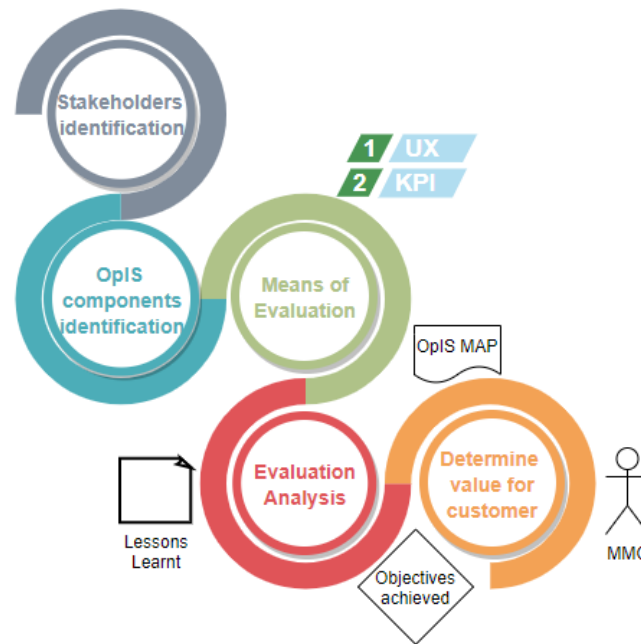 Stakeholders
identification
1 UX
2 KPI
OpIS
components
identification
Means of
Evaluation
OpIS MAP
Evaluation
Analysis
Determine
value for
customer
Lessons
Learnt
Objectives
achieved